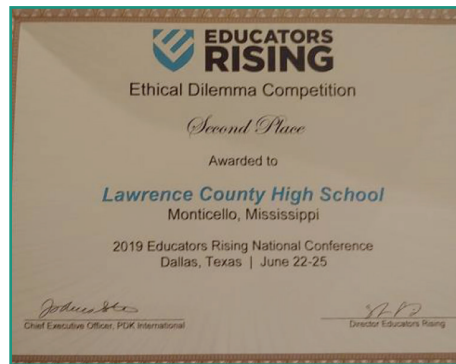 EDUCATORS
RISING
Ethical Dilemma Competition
Second Place
Awarded to
Lawrence County High School
Monticello, Mississippi
2019 Educators Rising National Conference
Dallas, Texas | June 22-25
Chief Executive Officer, PDK International
Director Educators Rising